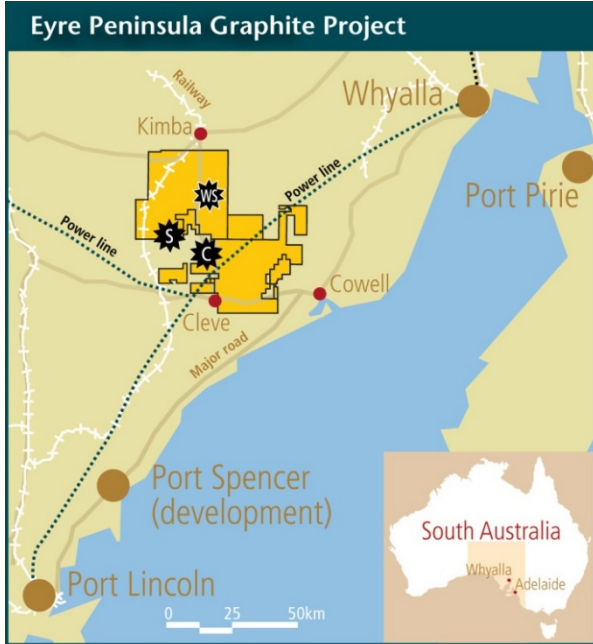 Eyre Peninsula Graphite Project
Railway
Whyalla
Kimba
Port Pirie
WS
Power line
S
C
Power line
Cowell
Cleve
Major road
Port Spencer
(development)
Port Lincoln
0 25 50km
South Australia
Whyalla
Adelaide